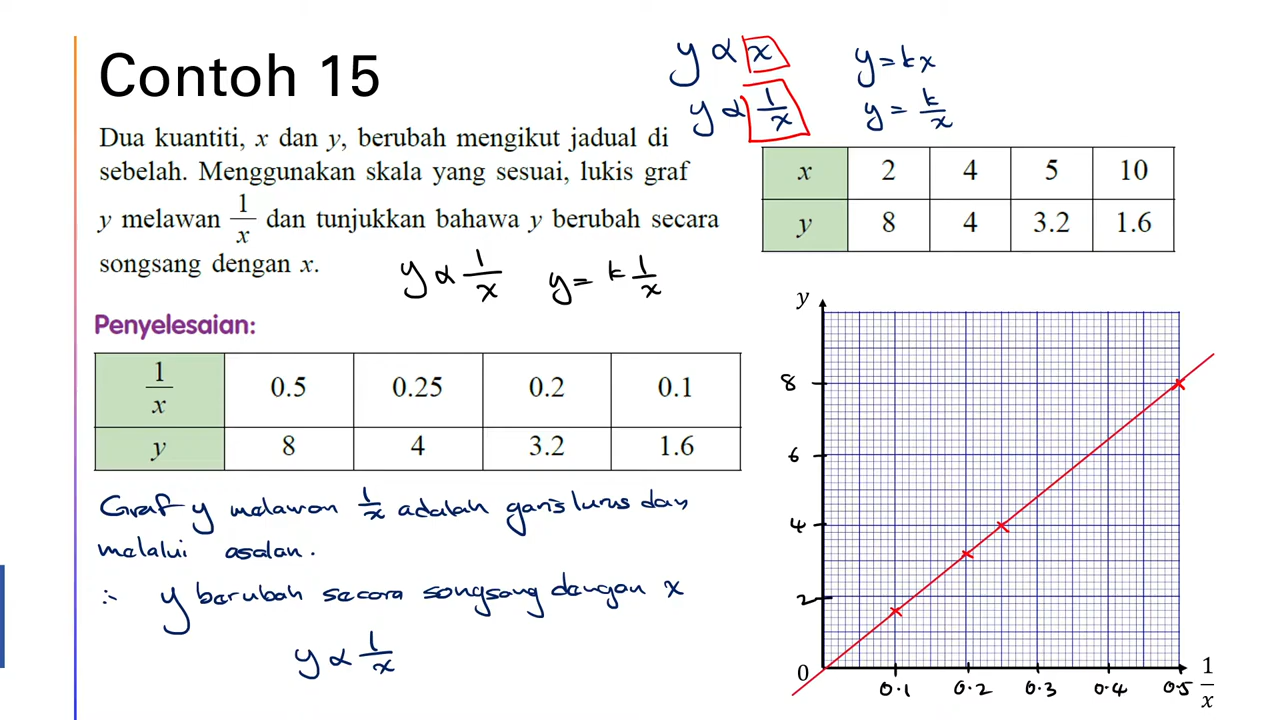 Contoh 15
y ∝ x   y = kx
y ∝ 1/x   y = k/x
Dua kuantiti, x dan y, berubah mengikut jadual di
sebelah. Menggunakan skala yang sesuai, lukis graf
y melawan 1/x dan tunjukkan bahawa y berubah secara
songsang dengan x.
y ∝ 1/x   y = k 1/x
x 2 4 5 10
y 8 4 3.2 1.6
Penyelesaian:
1/x 0.5 0.25 0.2 0.1
y 8 4 3.2 1.6
Graf y melawan 1/x adalah garis lurus dan
melalui asalan.
∴ y berubah secara songsang dengan x
y ∝ 1/x
y
8
6
4
2
0 0.1 0.2 0.3 0.4 0.5 1/x